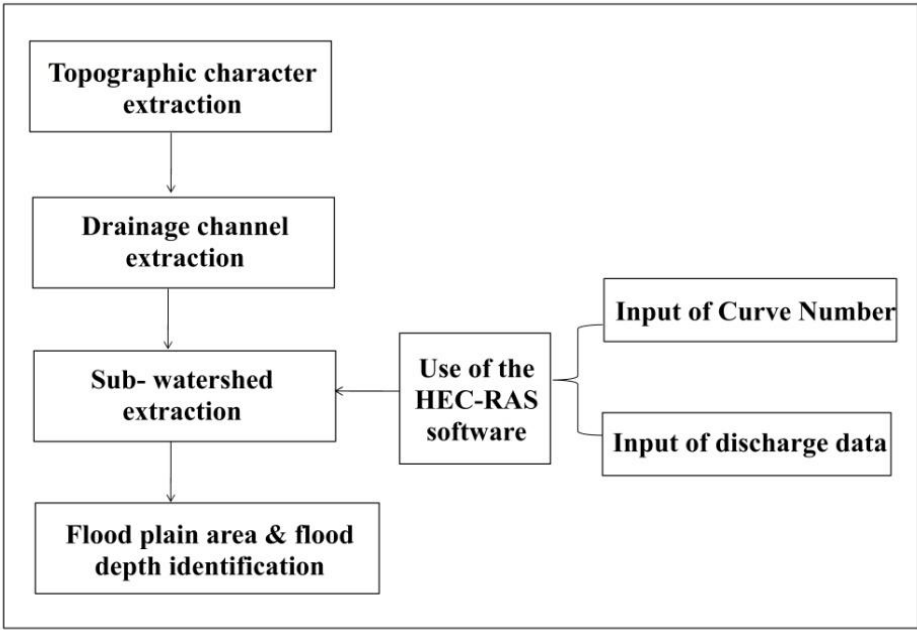 Topographic character
extraction
Drainage channel
extraction
Sub- watershed
extraction
Flood plain area & flood
depth identification
Use of the
HEC-RAS
software
Input of Curve Number
Input of discharge data